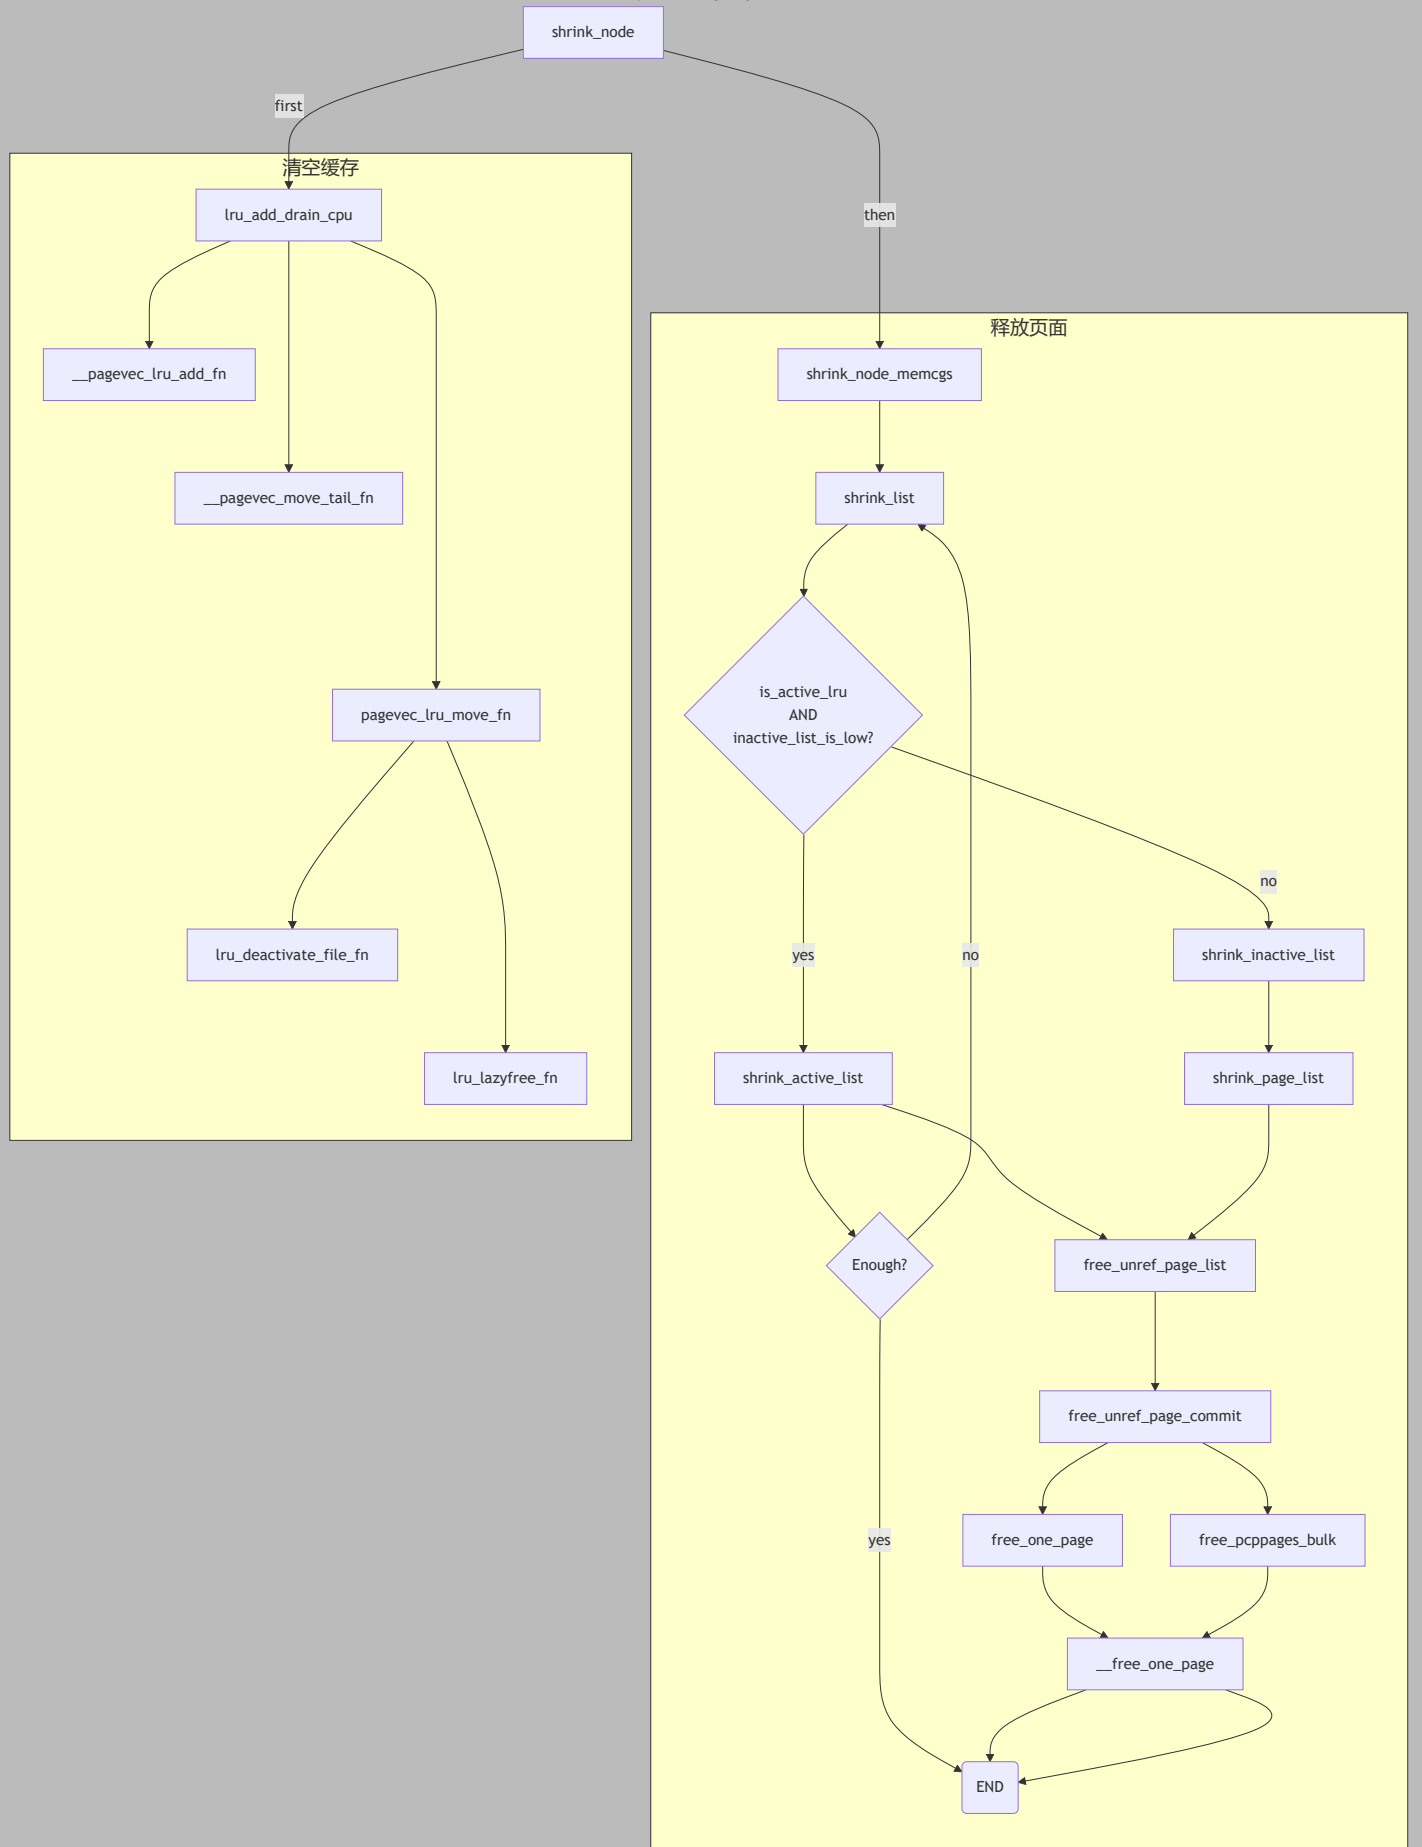 shrink_node
first
then
清空缓存
lru_add_drain_cpu
__pagevec_lru_add_fn
__pagevec_move_tail_fn
pagevec_lru_move_fn
lru_deactivate_file_fn
lru_lazyfree_fn
释放页面
shrink_node_memcgs
shrink_list
is_active_lru
AND
inactive_list_is_low?
no
yes
no
shrink_inactive_list
shrink_active_list
shrink_page_list
Enough?
free_unref_page_list
free_unref_page_commit
yes
free_one_page
free_pcppages_bulk
__free_one_page
END